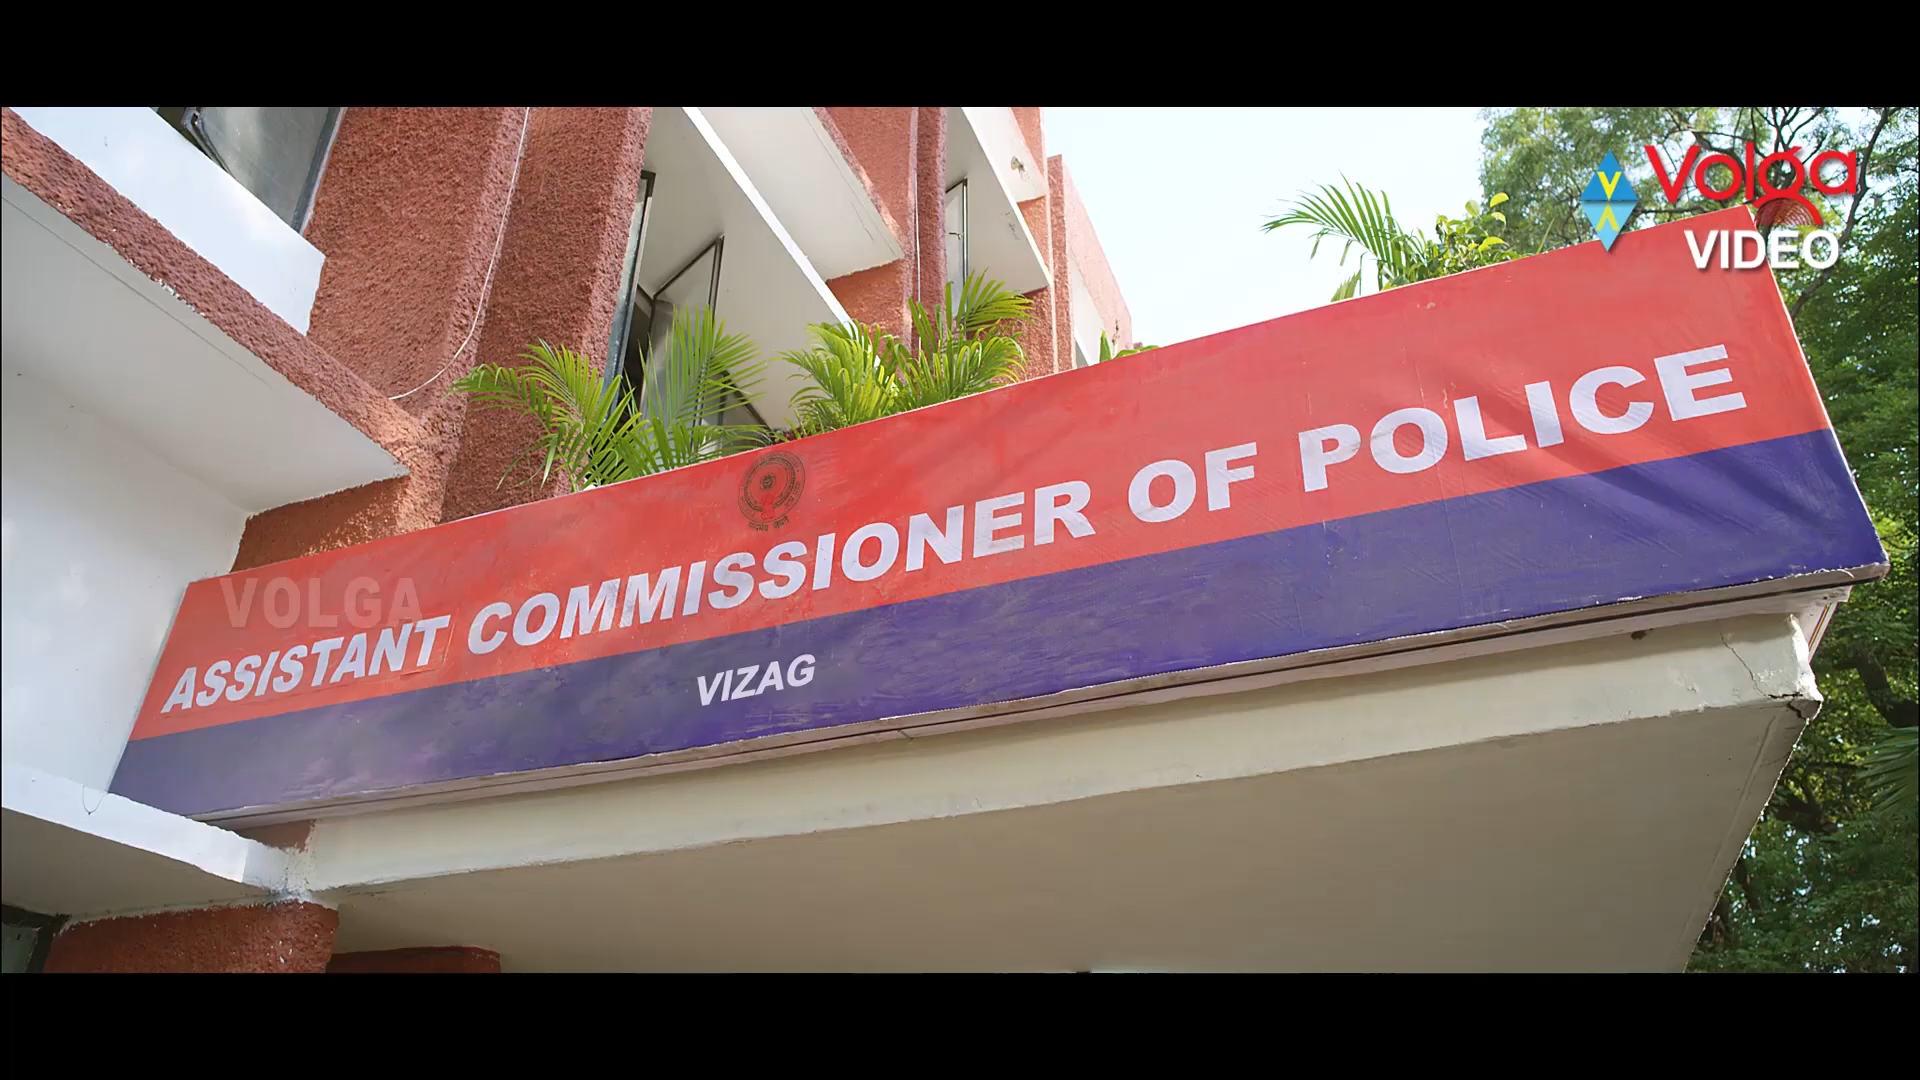 Volga
VIDEO
VOLGA
ASSISTANT COMMISSIONER OF POLICE
VIZAG